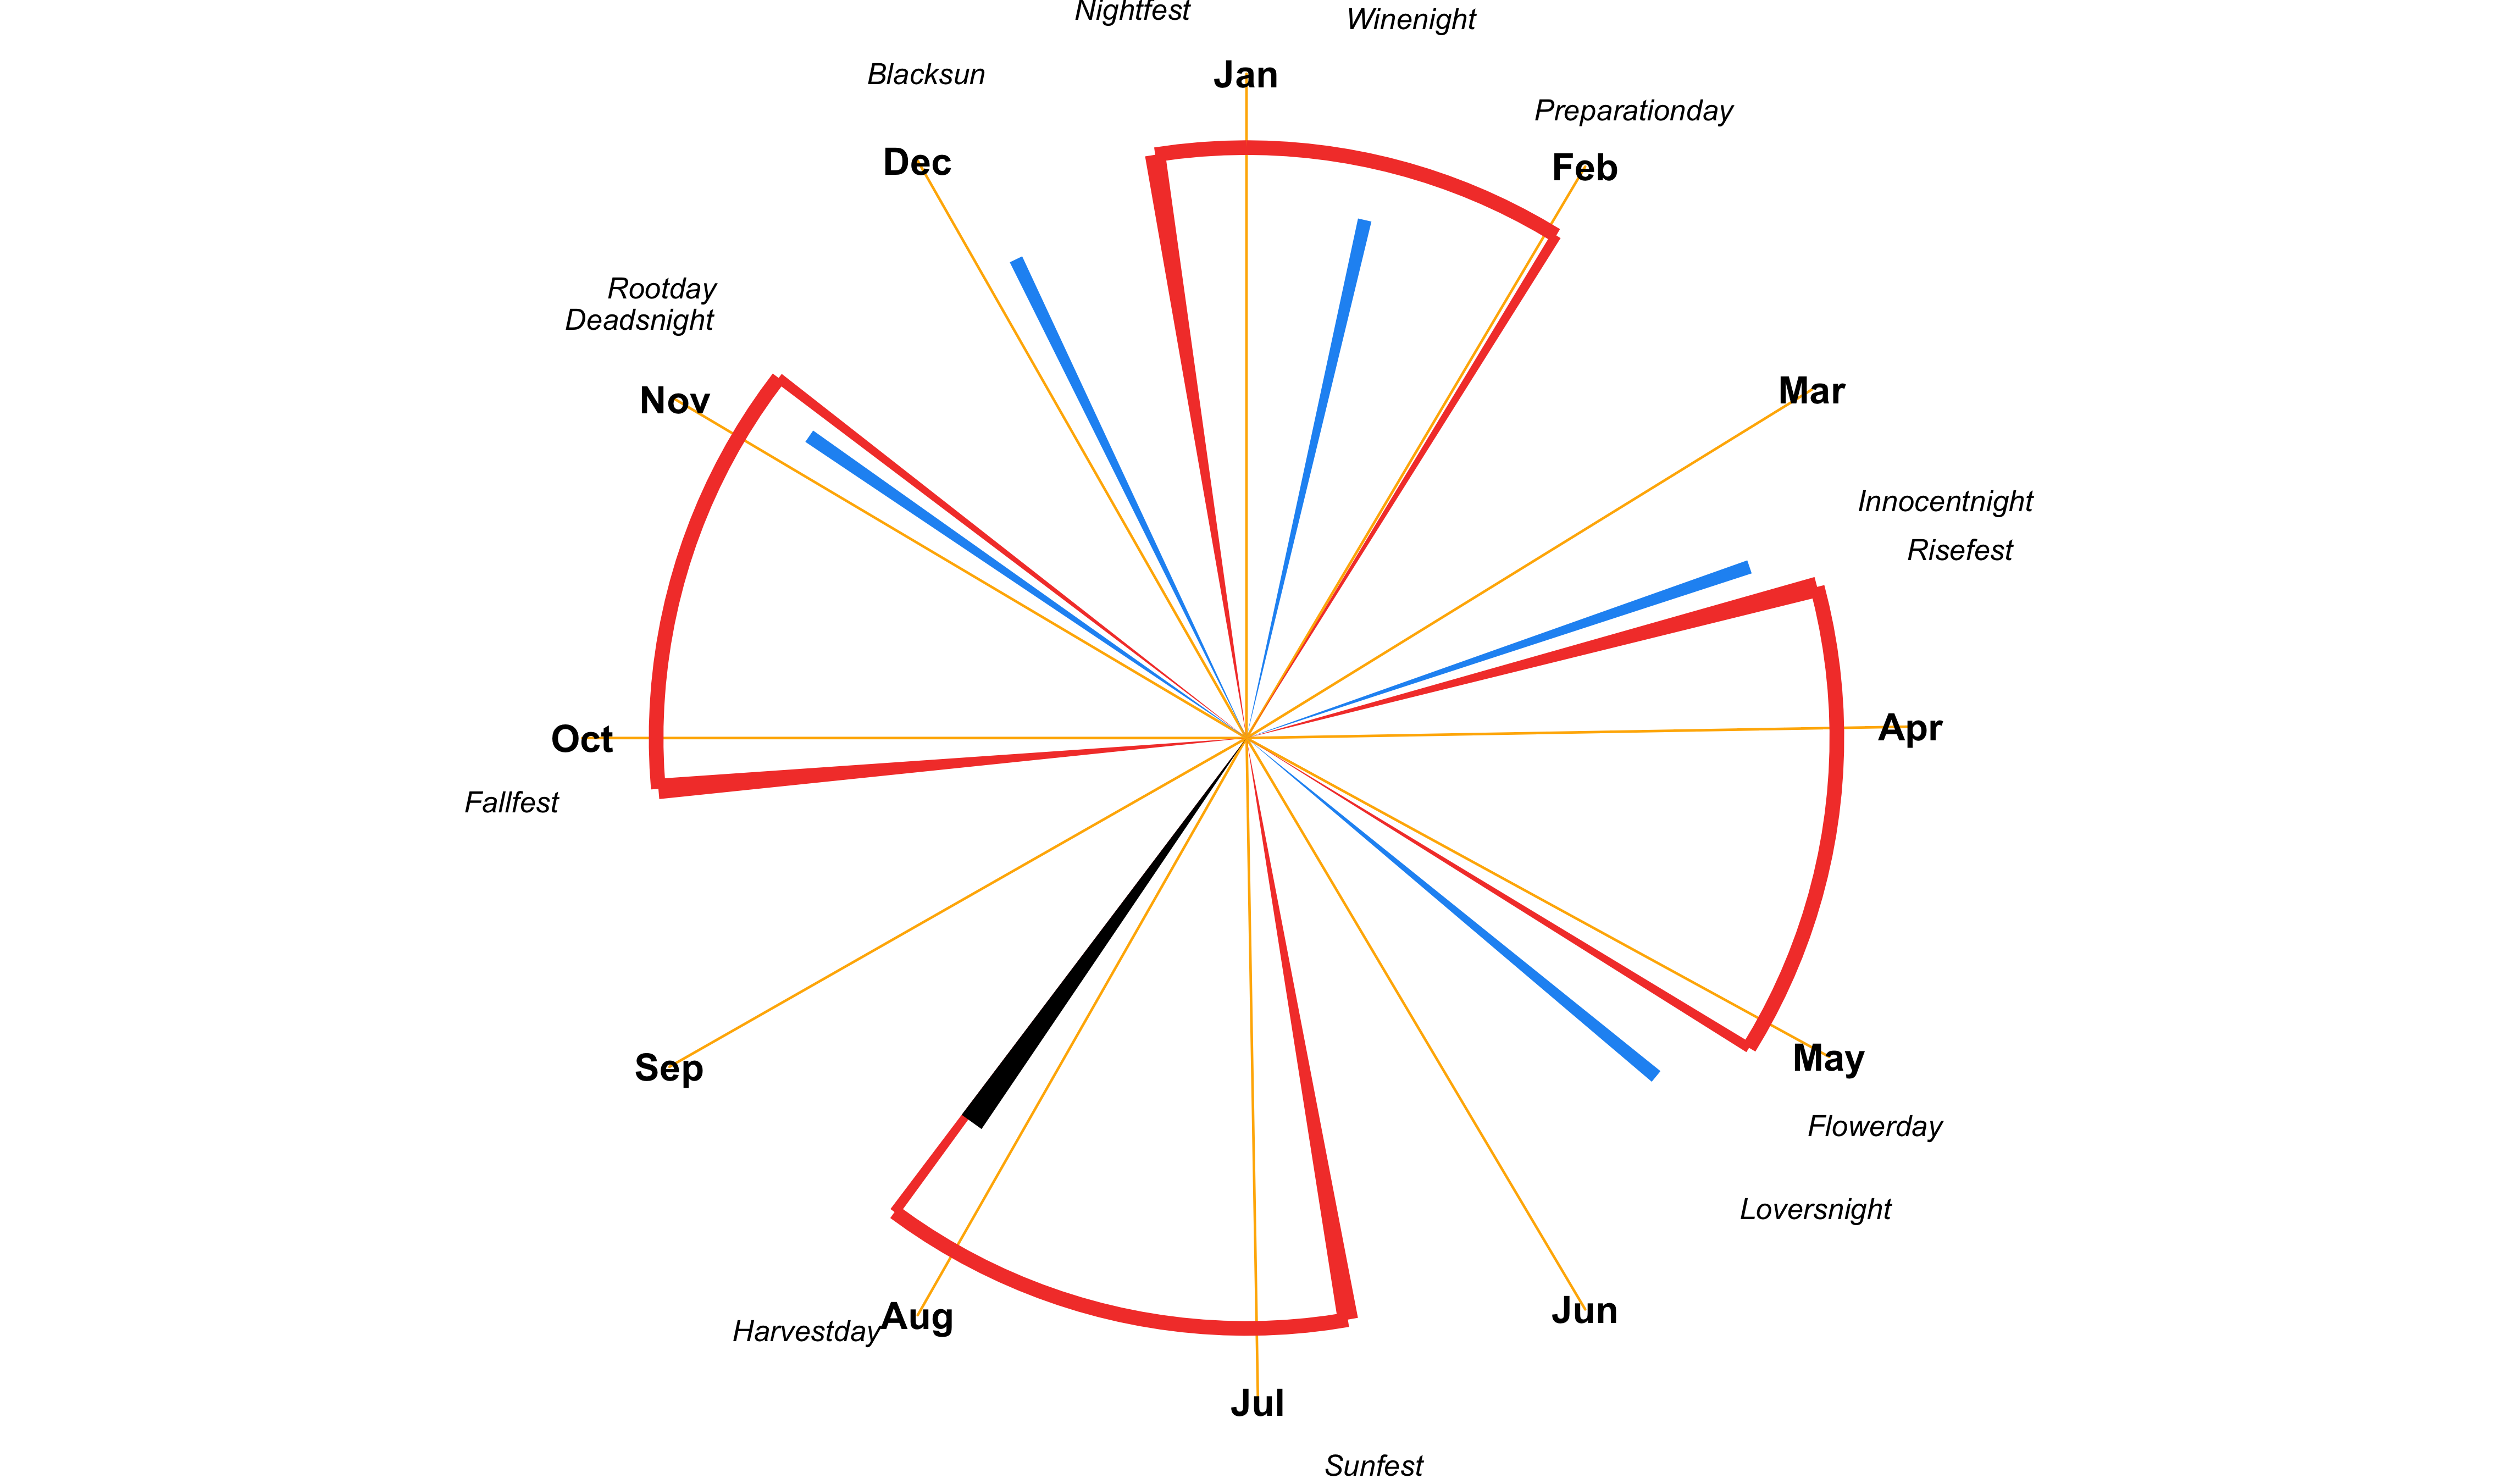 Nightfest
Winenight
Blacksun
Jan
Preparationday
Dec
Feb
Rootday
Deadsnight
Nov
Mar
Innocentnight
Risefest
Oct
Apr
Fallfest
Sep
May
Flowerday
Loversnight
Harvestday
Aug
Jun
Jul
Sunfest